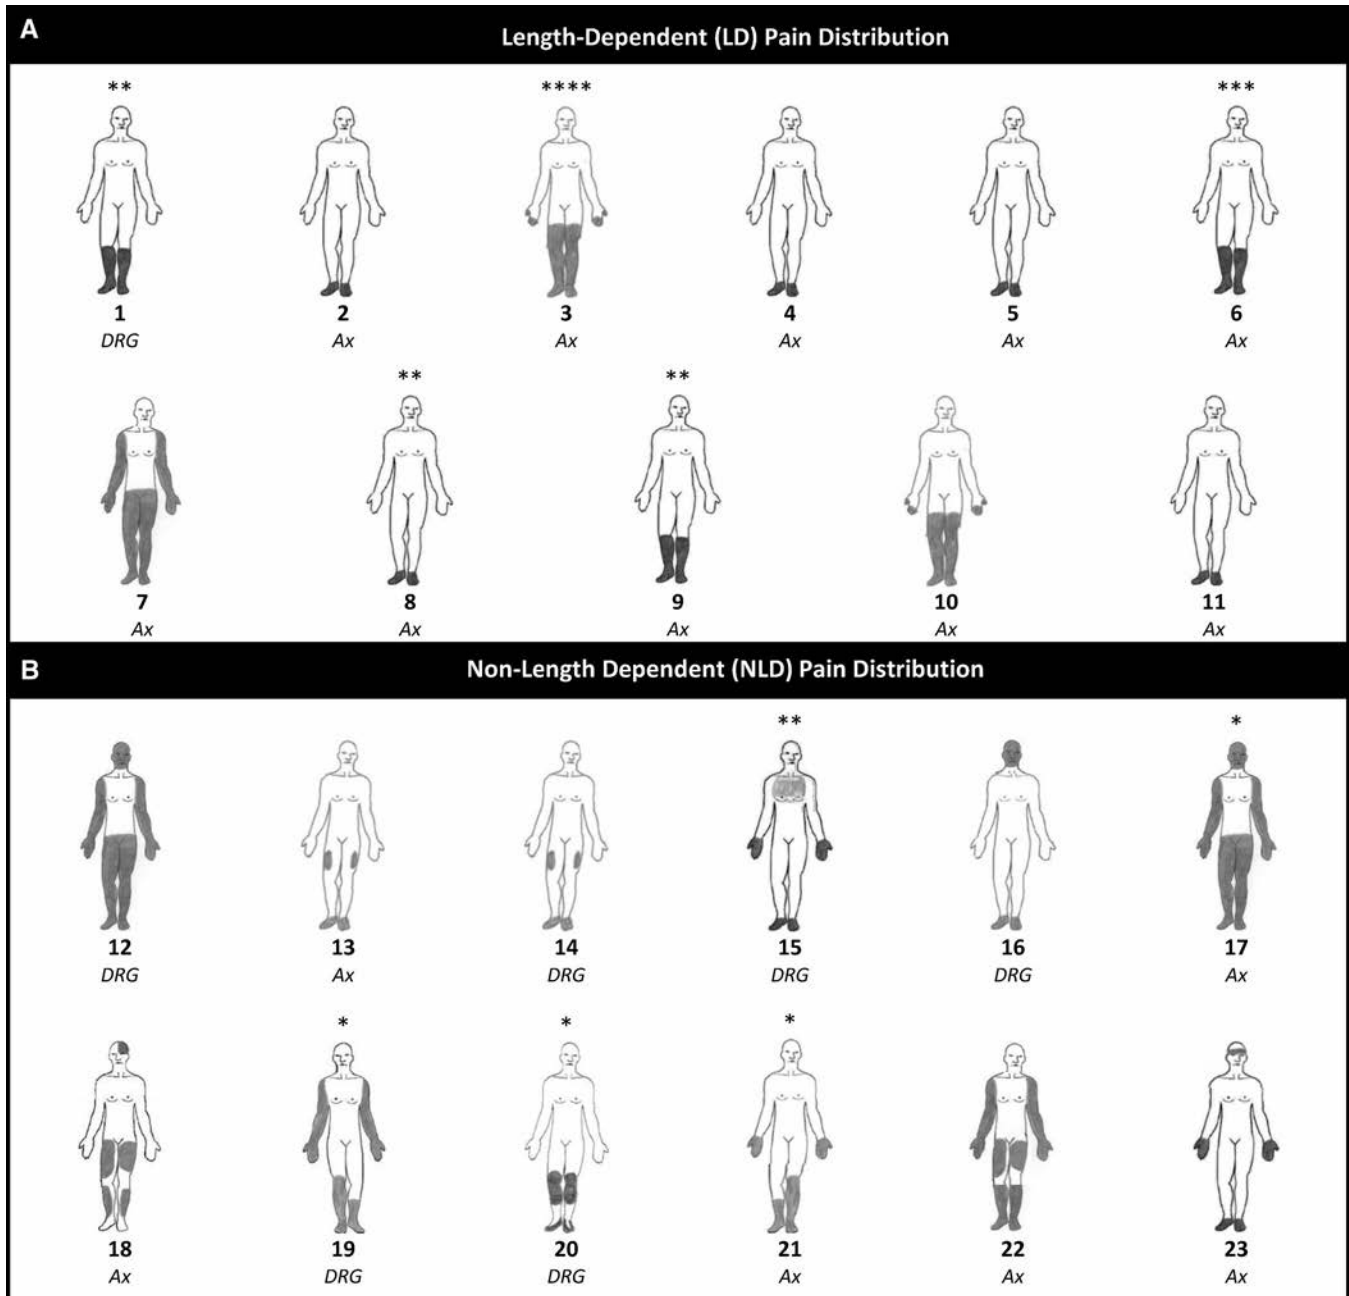 A
Length-Dependent (LD) Pain Distribution
** **** ***
1 2 3 4 5 6
DRG Ax Ax Ax Ax Ax
** **
7 8 9 10 11
Ax Ax Ax Ax Ax
B
Non-Length Dependent (NLD) Pain Distribution
** *
12 13 14 15 16 17
DRG Ax DRG DRG DRG Ax
* * *
18 19 20 21 22 23
Ax DRG DRG Ax Ax Ax